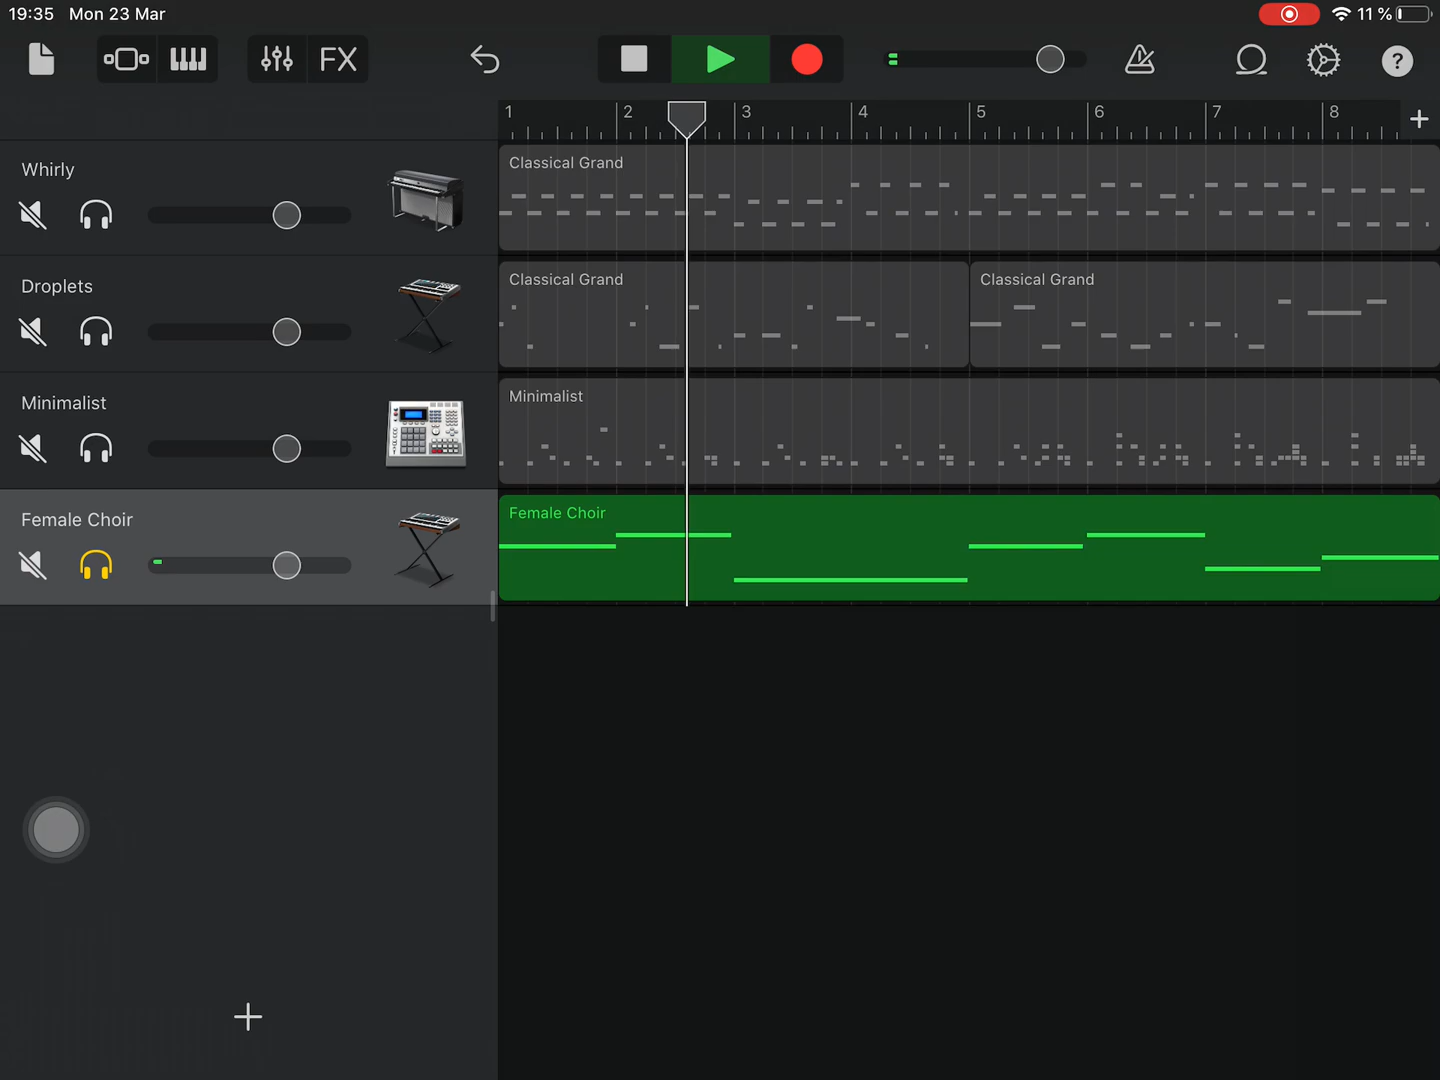 19:35 Mon 23 Mar 11 %
FX ?
1 2 3 4 5 6 7 8 +
Whirly
Classical Grand
Droplets
Classical Grand Classical Grand
Minimalist
Minimalist
Female Choir
Female Choir
+